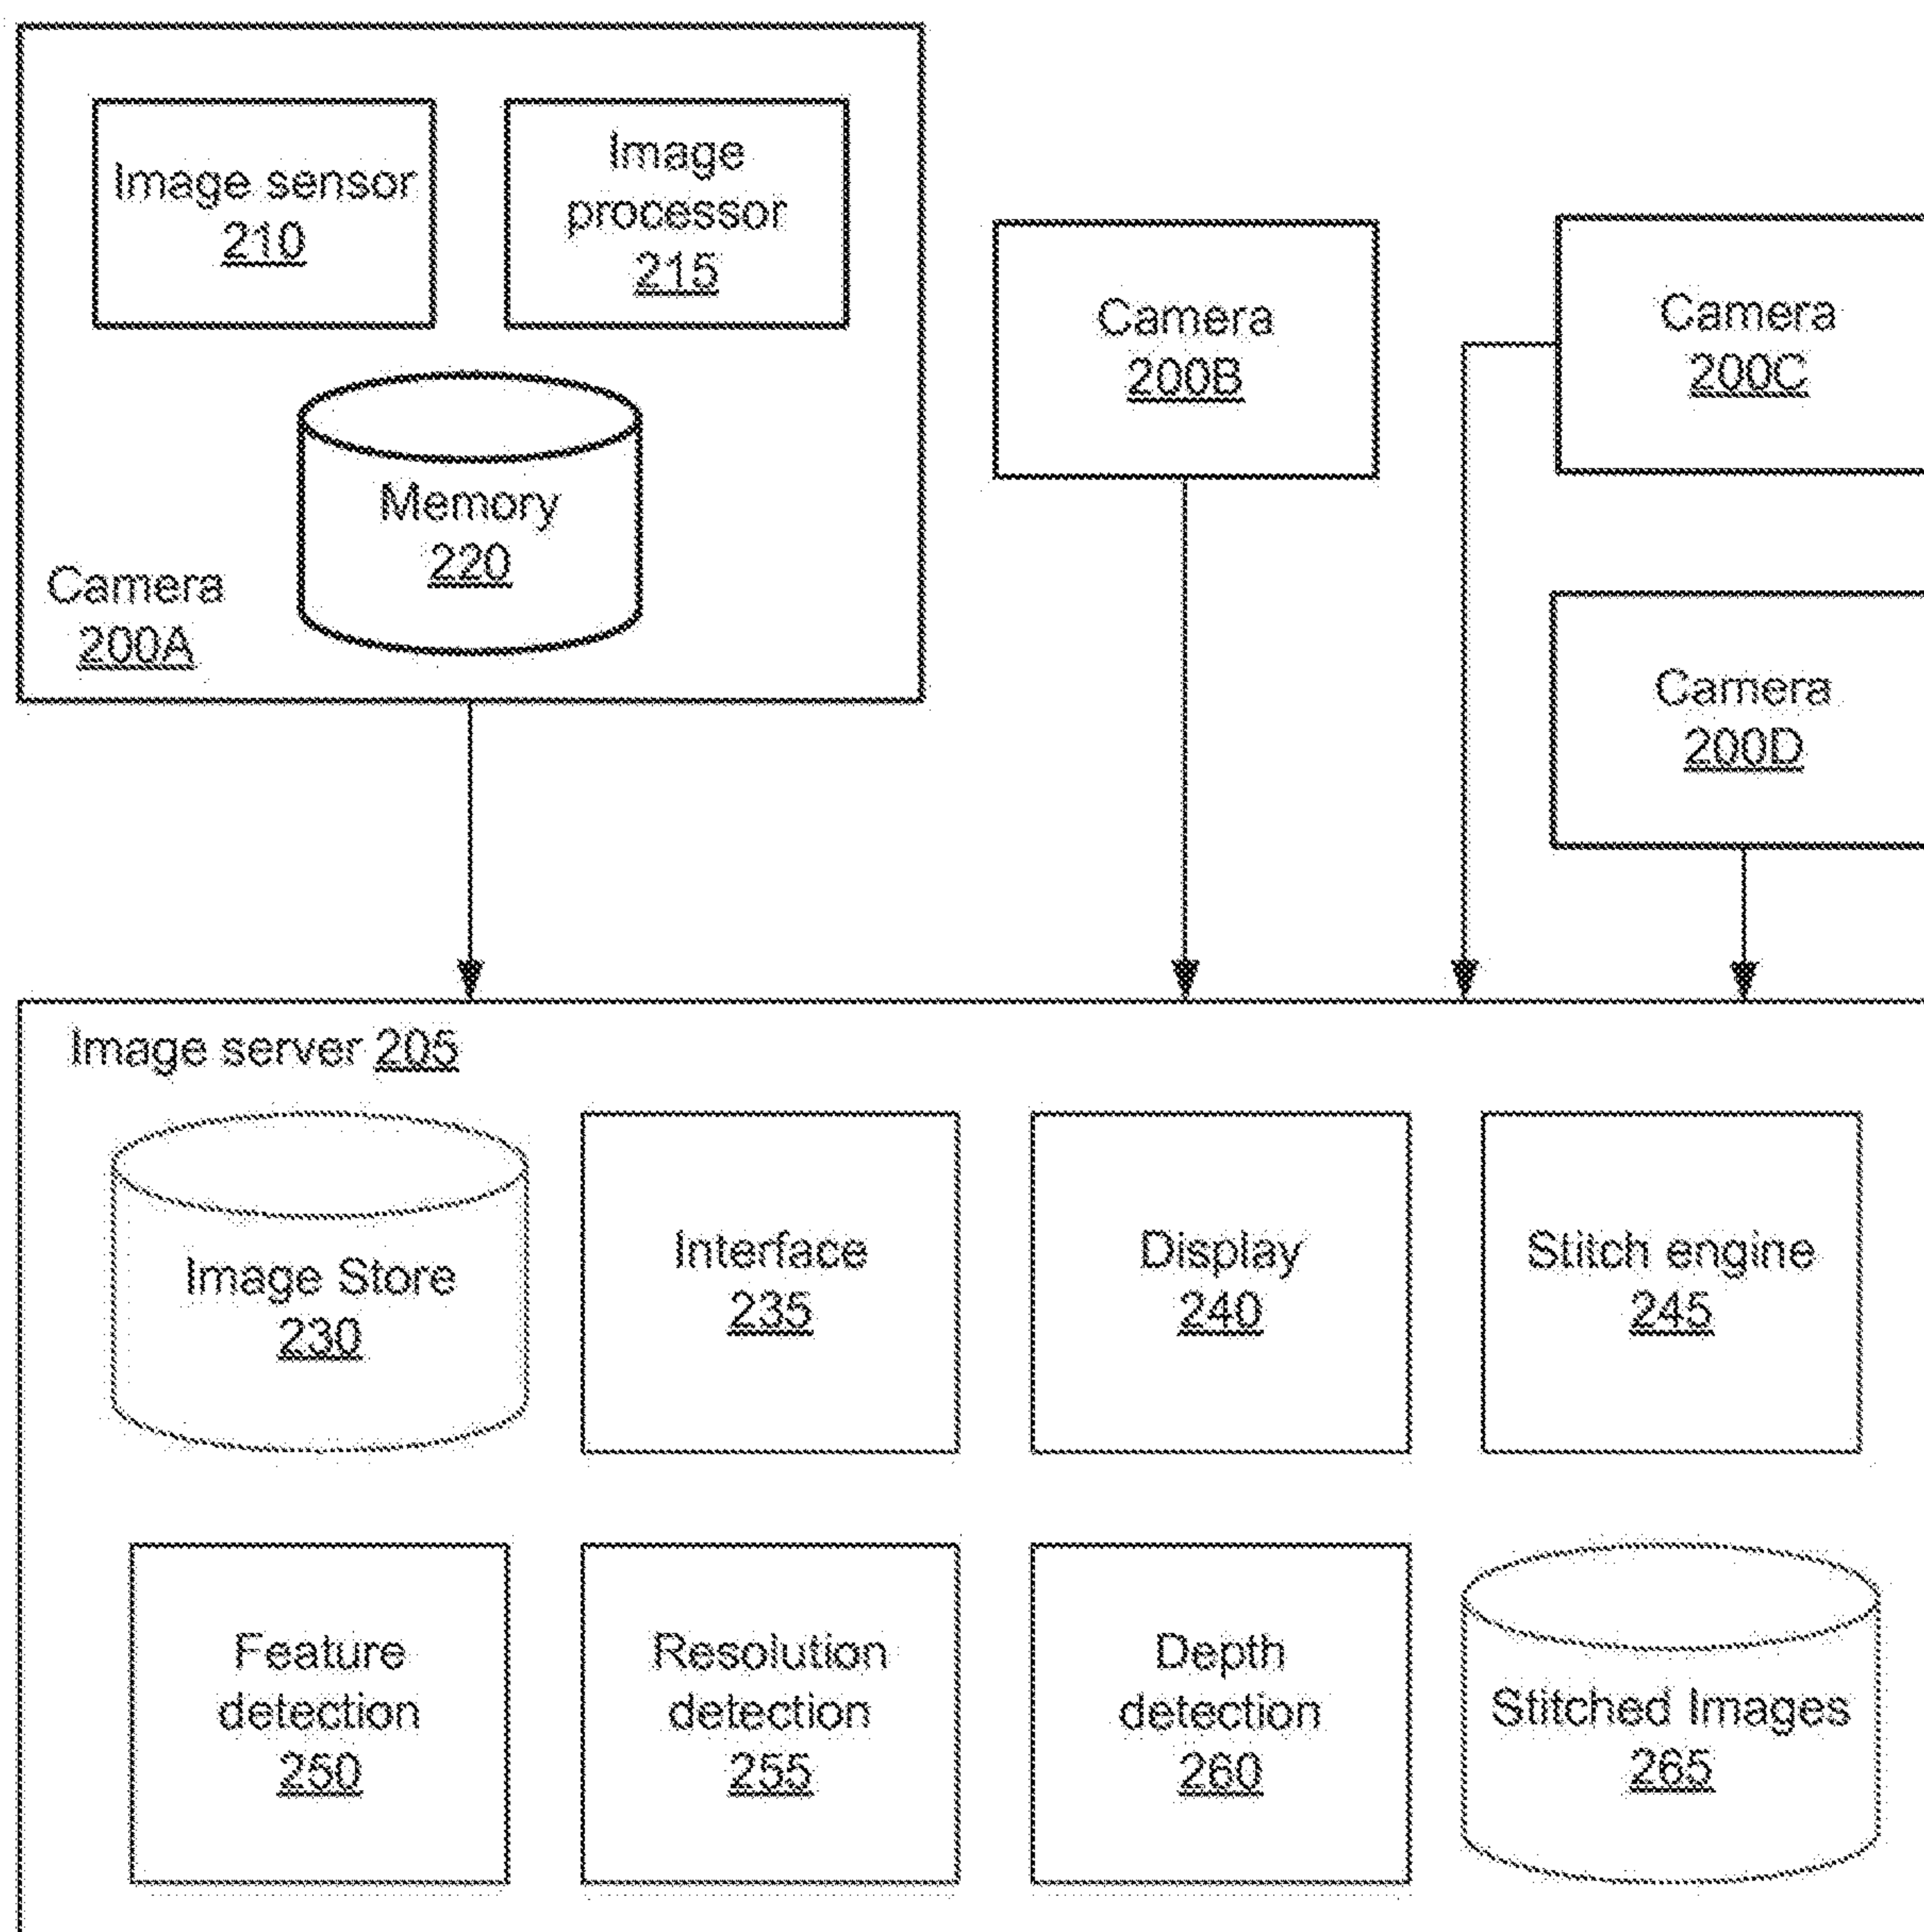 Image sensor
210
Image
processor
215
Memory
220
Camera
200A
Camera
200B
Camera
200C
Camera
200D
Image server 205
Image Store
230
Interface
235
Display
240
Stitch engine
245
Feature
detection
250
Resolution
detection
255
Depth
detection
260
Stitched Images
265